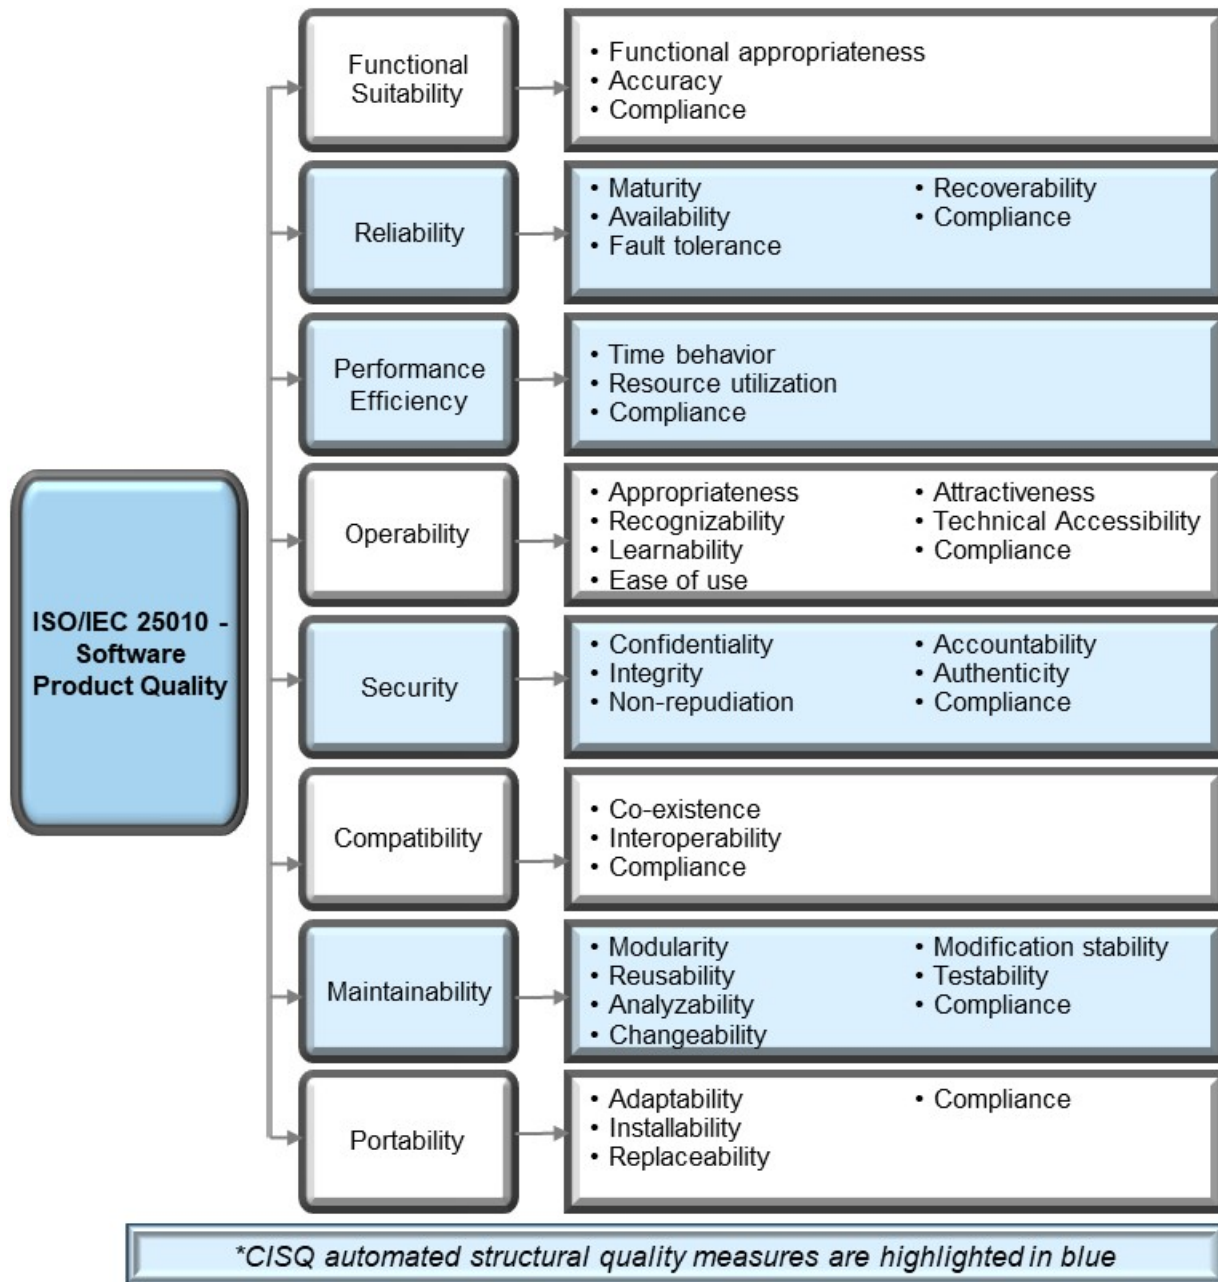 Functional
Suitability
• Functional appropriateness
• Accuracy
• Compliance
Reliability
• Maturity
• Availability
• Fault tolerance
• Recoverability
• Compliance
Performance
Efficiency
• Time behavior
• Resource utilization
• Compliance
ISO/IEC 25010 -
Software
Product Quality
Operability
• Appropriateness
• Recognizability
• Learnability
• Ease of use
• Attractiveness
• Technical Accessibility
• Compliance
Security
• Confidentiality
• Integrity
• Non-repudiation
• Accountability
• Authenticity
• Compliance
Compatibility
• Co-existence
• Interoperability
• Compliance
Maintainability
• Modularity
• Reusability
• Analyzability
• Changeability
• Modification stability
• Testability
• Compliance
Portability
• Adaptability
• Installability
• Replaceability
• Compliance
*CISQ automated structural quality measures are highlighted in blue